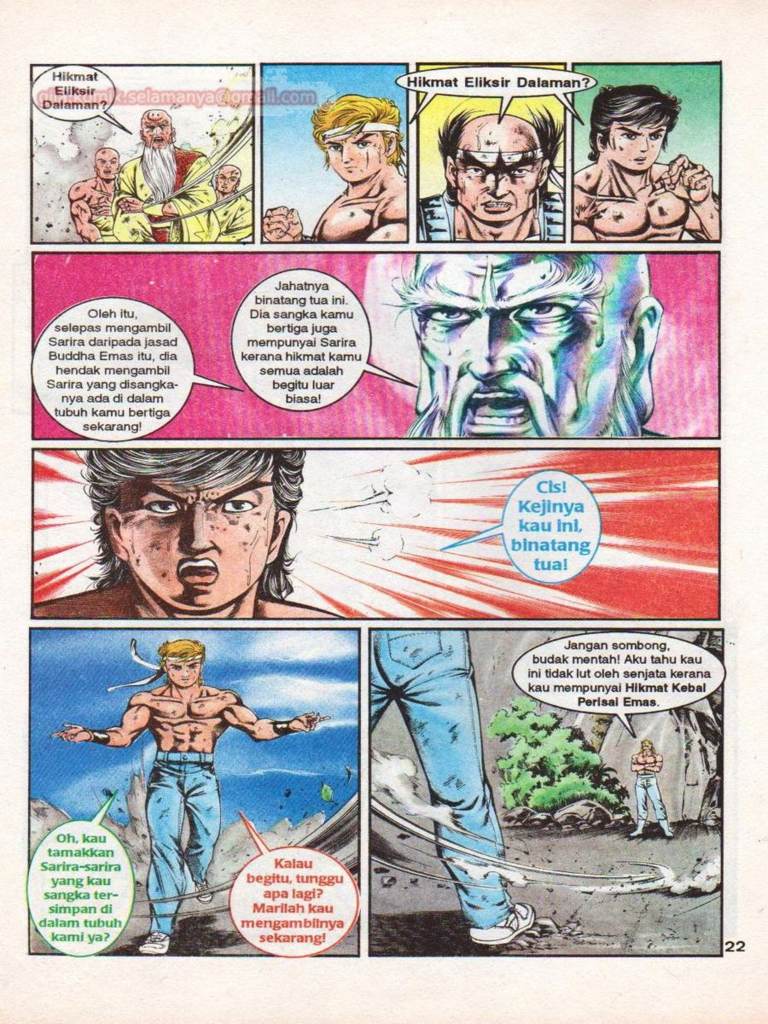 Hikmat
Eliksir
Dalaman?
Hikmat Eliksir Dalaman?
Oleh itu,
selepas mengambil
Sarira daripada jasad
Buddha Emas itu, dia
hendak mengambil
Sarira yang disangka-
nya ada di dalam
tubuh kamu bertiga
sekarang!
Jahatnya
binatang tua ini.
Dia sangka kamu
bertiga juga
mempunyai Sarira
kerana hikmat kamu
semua adalah
begitu luar
biasa!
Cis!
Kejinya
kau ini,
binatang
tua!
Oh, kau
tamakkan
Sarira-sarira
yang kau
sangka ter-
simpan di
dalam tubuh
kami ya?
Kalau
begitu, tunggu
apa lagi?
Marilah kau
mengambilnya
sekarang!
Jangan sombong,
budak mentah! Aku tahu kau
ini tidak lut oleh senjata kerana
kau mempunyai Hikmat Kebal
Perisai Emas.
22